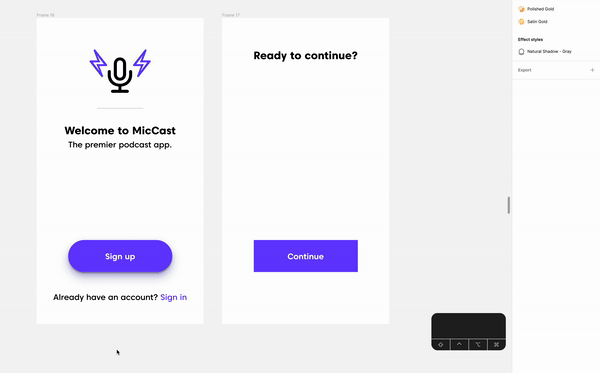 Frame 16
Frame 17
Welcome to MicCast
The premier podcast app.
Sign up
Already have an account? Sign in
Ready to continue?
Continue
Polished Gold
Satin Gold
Effect styles
Natural Shadow - Gray
Export